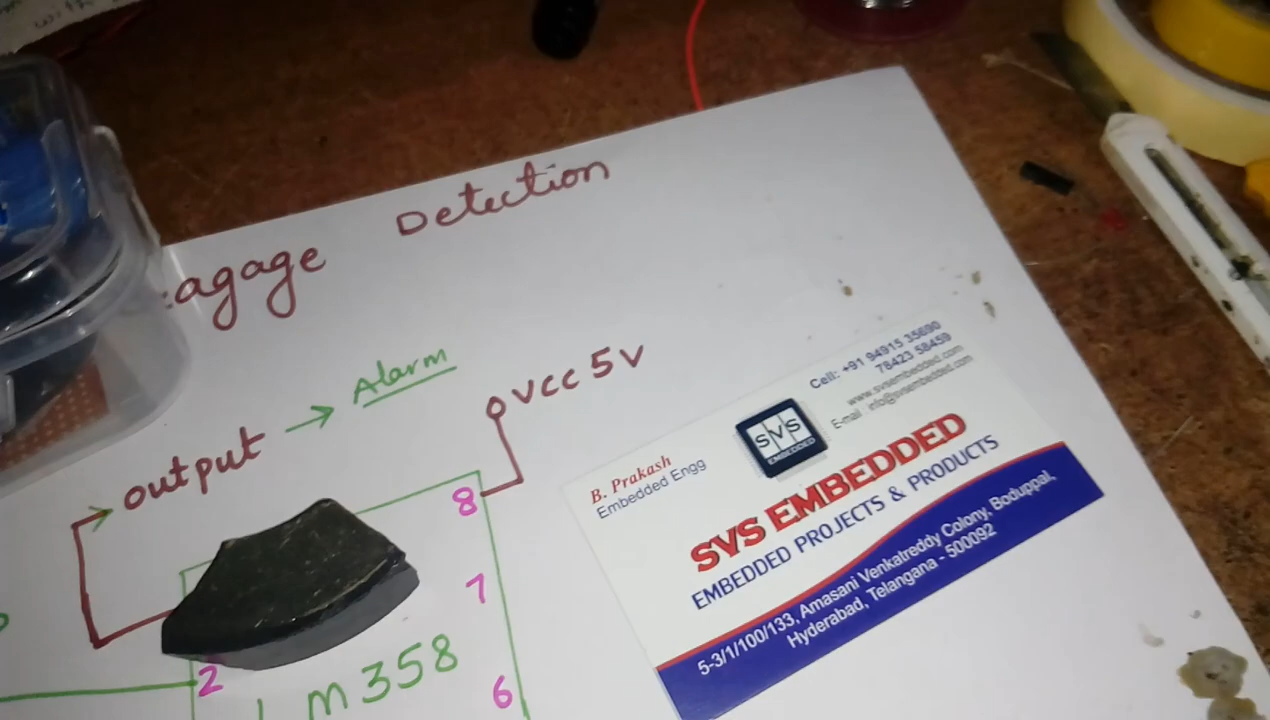 Detection
agage
Alarm
output
VCC 5V
8
7
2
LM358
6
Cell: +91 94915 35690
78423 58459
www.svsembedded.com
E-mail info@svsembedded.com
SVS
EMBEDDED
B. Prakash
Embedded Engg
SVS EMBEDDED
EMBEDDED PROJECTS & PRODUCTS
5-3/1/100/133, Amasani Venkatreddy Colony, Boduppal,
Hyderabad, Telangana - 500092